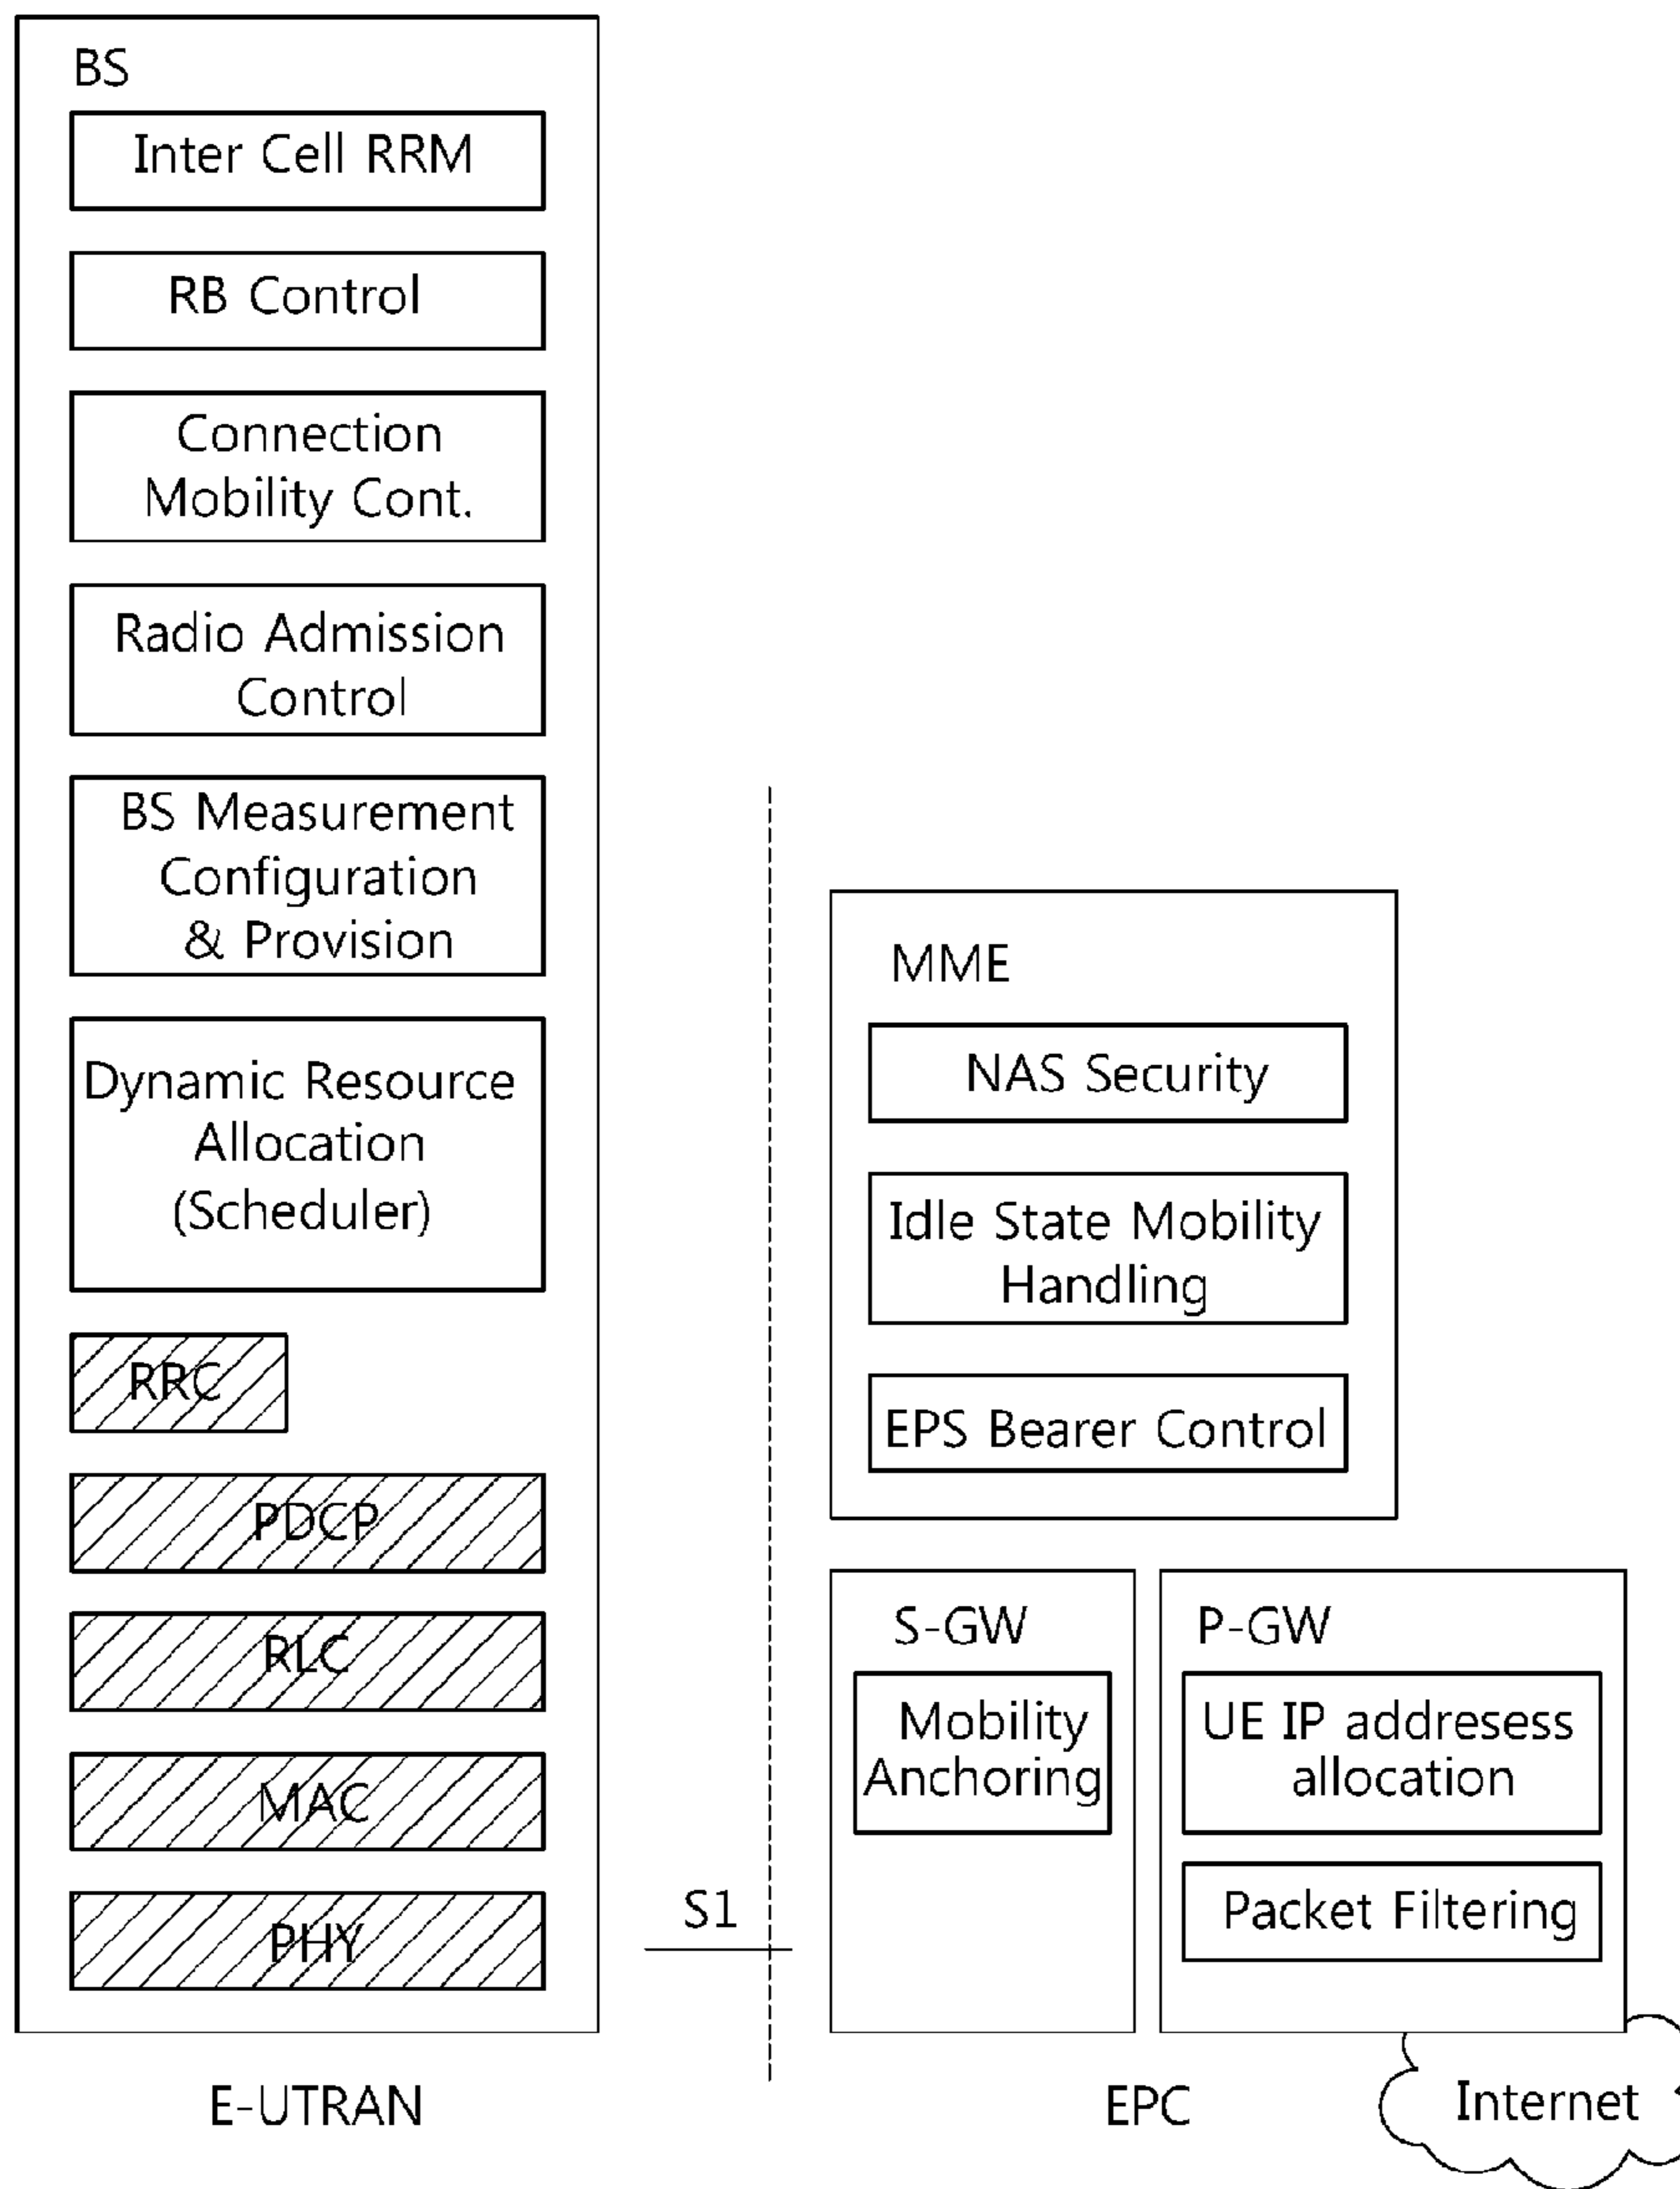 BS
Inter Cell RRM
RB Control
Connection
Mobility Cont.
Radio Admission
Control
BS Measurement
Configuration
& Provision
Dynamic Resource
Allocation
(Scheduler)
RRC
PDCP
RLC
MAC
PHY
E-UTRAN
S1
MME
NAS Security
Idle State Mobility
Handling
EPS Bearer Control
S-GW
Mobility
Anchoring
P-GW
UE IP addresess
allocation
Packet Filtering
EPC
Internet